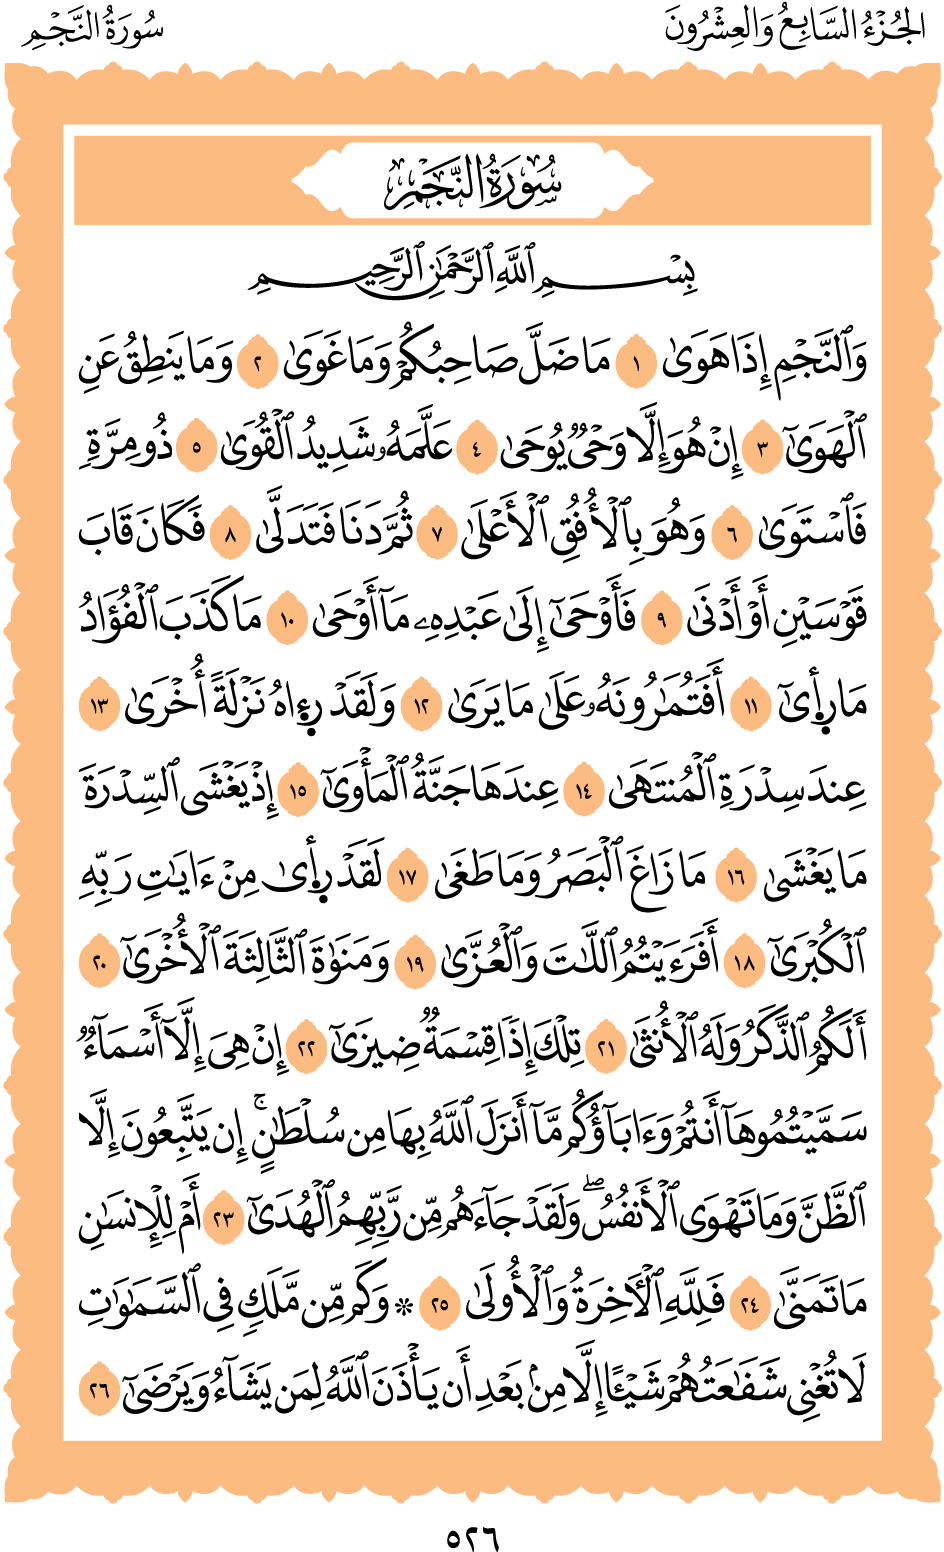 الجُزْءُ السَّابِعُ وَالعِشْرُونَ
سُورَةُ النَّجْمِ
سُورَةُ النَّجْمِ
بِسْمِ ٱللَّهِ ٱلرَّحْمَٰنِ ٱلرَّحِيمِ
وَٱلنَّجْمِ إِذَا هَوَىٰ ١ مَا ضَلَّ صَاحِبُكُمْ وَمَا غَوَىٰ ٢ وَمَا يَنطِقُ عَنِ
ٱلْهَوَىٰٓ ٣ إِنْ هُوَ إِلَّا وَحْىٌ يُوحَىٰ ٤ عَلَّمَهُۥ شَدِيدُ ٱلْقُوَىٰ ٥ ذُو مِرَّةٍ
فَٱسْتَوَىٰ ٦ وَهُوَ بِٱلْأُفُقِ ٱلْأَعْلَىٰ ٧ ثُمَّ دَنَا فَتَدَلَّىٰ ٨ فَكَانَ قَابَ
قَوْسَيْنِ أَوْ أَدْنَىٰ ٩ فَأَوْحَىٰٓ إِلَىٰ عَبْدِهِۦ مَآ أَوْحَىٰ ١٠ مَا كَذَبَ ٱلْفُؤَادُ
مَا رَأَىٰٓ ١١ أَفَتُمَٰرُونَهُۥ عَلَىٰ مَا يَرَىٰ ١٢ وَلَقَدْ رَءَاهُ نَزْلَةً أُخْرَىٰ ١٣
عِندَ سِدْرَةِ ٱلْمُنتَهَىٰ ١٤ عِندَهَا جَنَّةُ ٱلْمَأْوَىٰٓ ١٥ إِذْ يَغْشَى ٱلسِّدْرَةَ
مَا يَغْشَىٰ ١٦ مَا زَاغَ ٱلْبَصَرُ وَمَا طَغَىٰ ١٧ لَقَدْ رَأَىٰ مِنْ ءَايَٰتِ رَبِّهِ
ٱلْكُبْرَىٰٓ ١٨ أَفَرَءَيْتُمُ ٱللَّٰتَ وَٱلْعُزَّىٰ ١٩ وَمَنَوٰةَ ٱلثَّالِثَةَ ٱلْأُخْرَىٰٓ ٢٠
أَلَكُمُ ٱلذَّكَرُ وَلَهُ ٱلْأُنثَىٰ ٢١ تِلْكَ إِذًا قِسْمَةٌ ضِيزَىٰٓ ٢٢ إِنْ هِىَ إِلَّآ أَسْمَآءٌ
سَمَّيْتُمُوهَآ أَنتُمْ وَءَابَآؤُكُم مَّآ أَنزَلَ ٱللَّهُ بِهَا مِن سُلْطَٰنٍ ۚ إِن يَتَّبِعُونَ إِلَّا
ٱلظَّنَّ وَمَا تَهْوَى ٱلْأَنفُسُ ۖ وَلَقَدْ جَآءَهُم مِّن رَّبِّهِمُ ٱلْهُدَىٰٓ ٢٣ أَمْ لِلْإِنسَٰنِ
مَا تَمَنَّىٰ ٢٤ فَلِلَّهِ ٱلْأَخِرَةُ وَٱلْأُولَىٰ ٢٥ * وَكَم مِّن مَّلَكٍ فِى ٱلسَّمَٰوَٰتِ
لَا تُغْنِى شَفَٰعَتُهُمْ شَيْـًٔا إِلَّا مِنۢ بَعْدِ أَن يَأْذَنَ ٱللَّهُ لِمَن يَشَآءُ وَيَرْضَىٰٓ ٢٦
٥٢٦